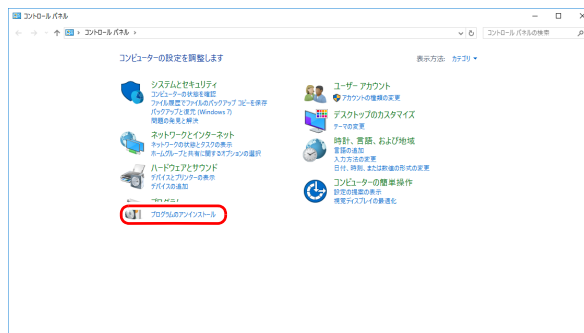 コントロール パネル
コントロール パネル
コントロール パネルの検索
コンピューターの設定を調整します
表示方法: カテゴリ
システムとセキュリティ
コンピューターの状態を確認
ファイル履歴でファイルのバックアップ コピーを保存
バックアップと復元 (Windows 7)
問題の発見と解決
ネットワークとインターネット
ネットワークの状態とタスクの表示
ホームグループと共有に関するオプションの選択
ハードウェアとサウンド
デバイスとプリンターの表示
デバイスの追加
プログラム
プログラムのアンインストール
ユーザー アカウント
アカウントの種類の変更
デスクトップのカスタマイズ
テーマの変更
時計、言語、および地域
言語の追加
入力方法の変更
日付、時刻、または数値の形式の変更
コンピューターの簡単操作
設定の提案の表示
視覚ディスプレイの最適化